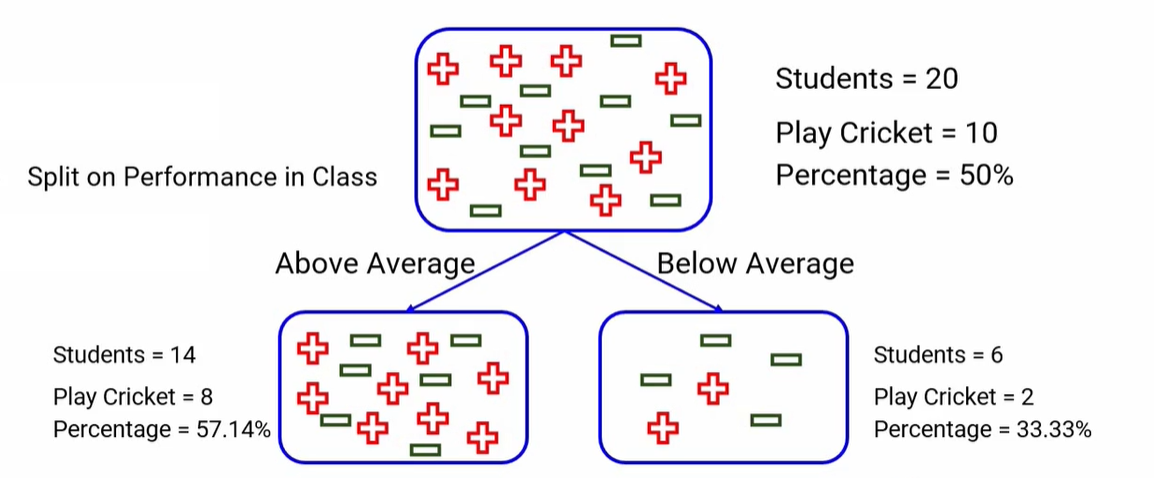 Students = 20
Play Cricket = 10
Split on Performance in Class
Percentage = 50%
Above Average
Below Average
Students = 14
Play Cricket = 8
Percentage = 57.14%
Students = 6
Play Cricket = 2
Percentage = 33.33%